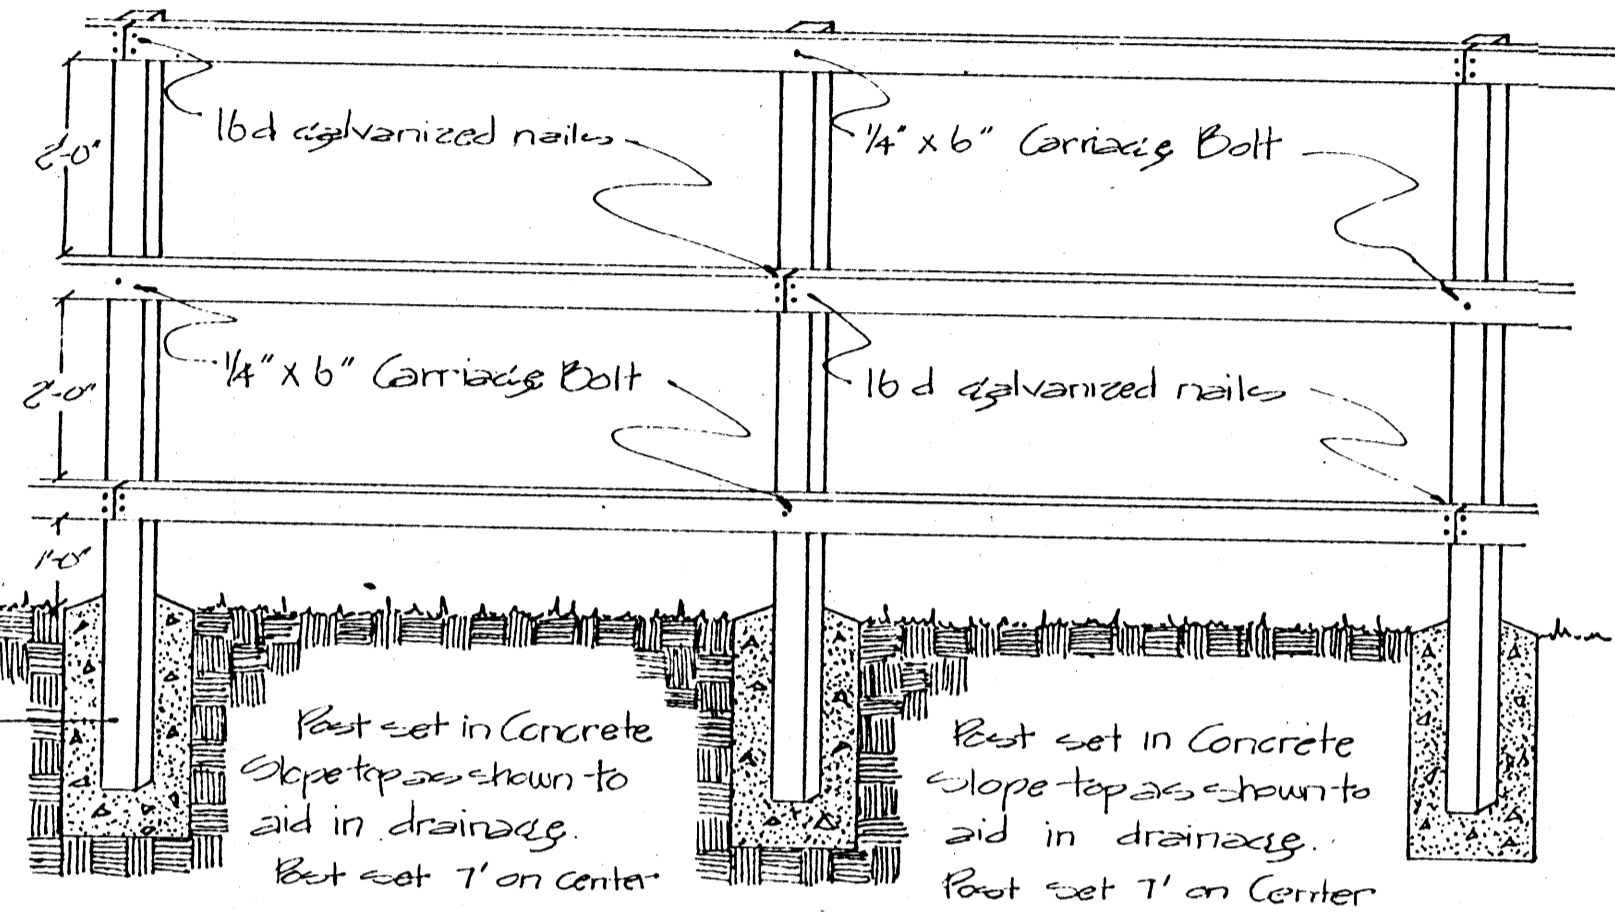 16d galvanized nails
1/4" x 6" Carriage Bolt
2'-0"
1/4" x 6" Carriage Bolt
16d galvanized nails
2'-0"
1'-0"
Post set in Concrete
Slope top as shown to
aid in drainage.
Post set 7' on center
Post set in Concrete
Slope top as shown to
aid in drainage.
Post set 7' on Center